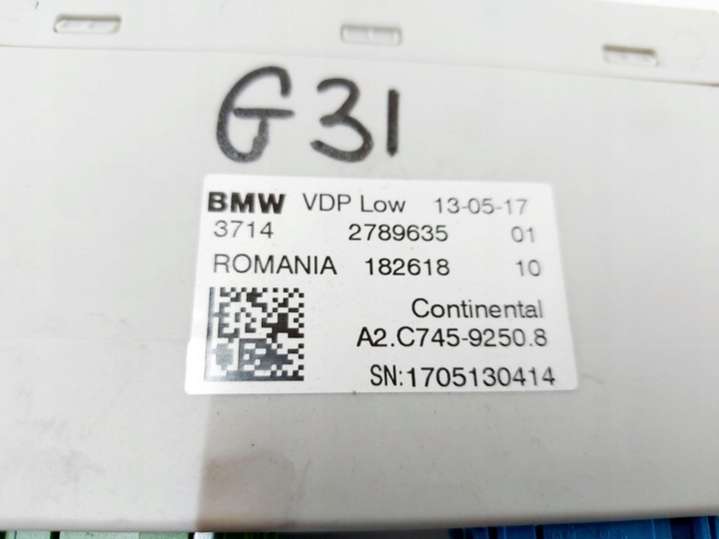 G31
BMW VDP Low 13-05-17
3714 2789635 01
ROMANIA 182618 10
Continental
A2.C745-9250.8
SN:1705130414